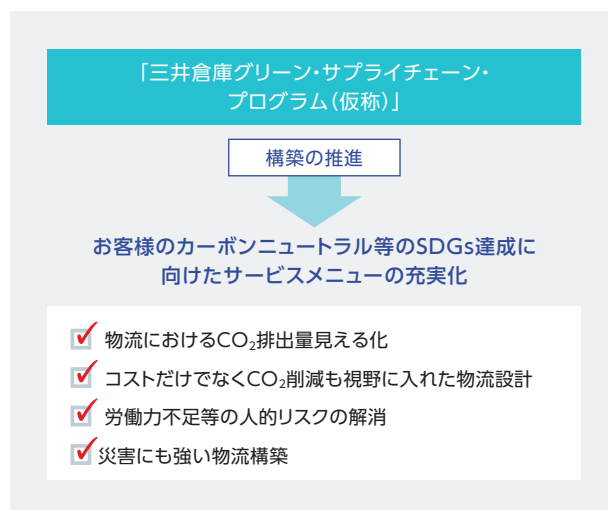 「三井倉庫グリーン・サプライチェーン・
プログラム（仮称）」
構築の推進
お客様のカーボンニュートラル等のSDGs達成に
向けたサービスメニューの充実化
物流におけるCO₂排出量見える化
コストだけでなくCO₂削減も視野に入れた物流設計
労働力不足等の人的リスクの解消
災害にも強い物流構築